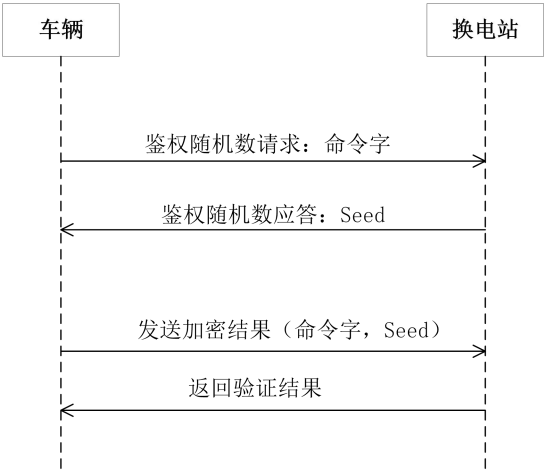 车辆
换电站
鉴权随机数请求：命令字
鉴权随机数应答：Seed
发送加密结果（命令字，Seed）
返回验证结果